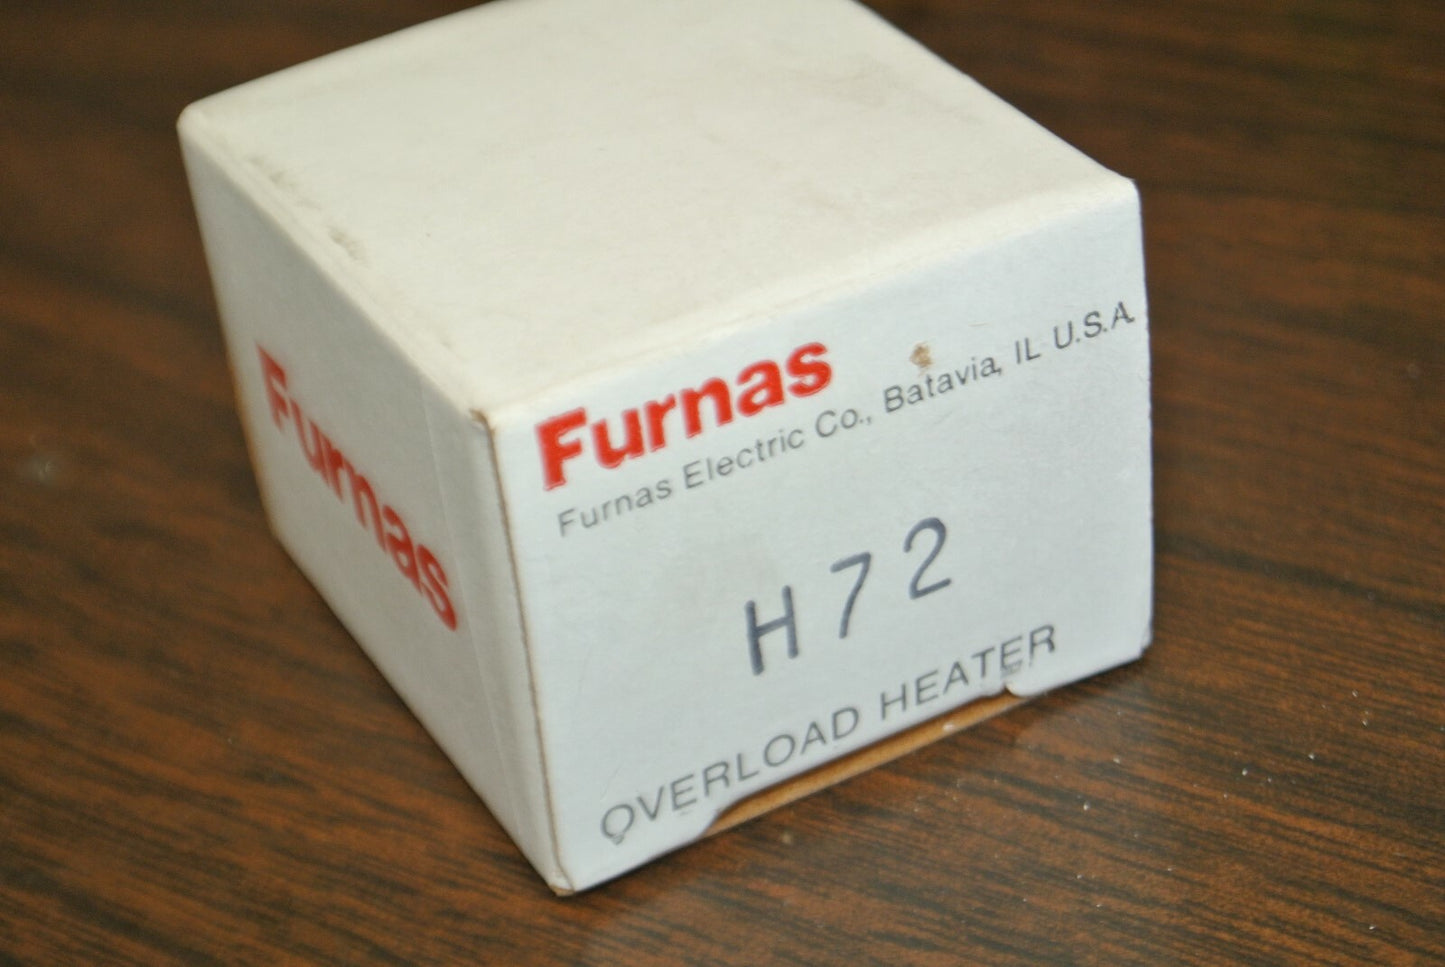 Furnas
Furnas
Furnas Electric Co., Batavia, IL U.S.A.
H72
OVERLOAD HEATER